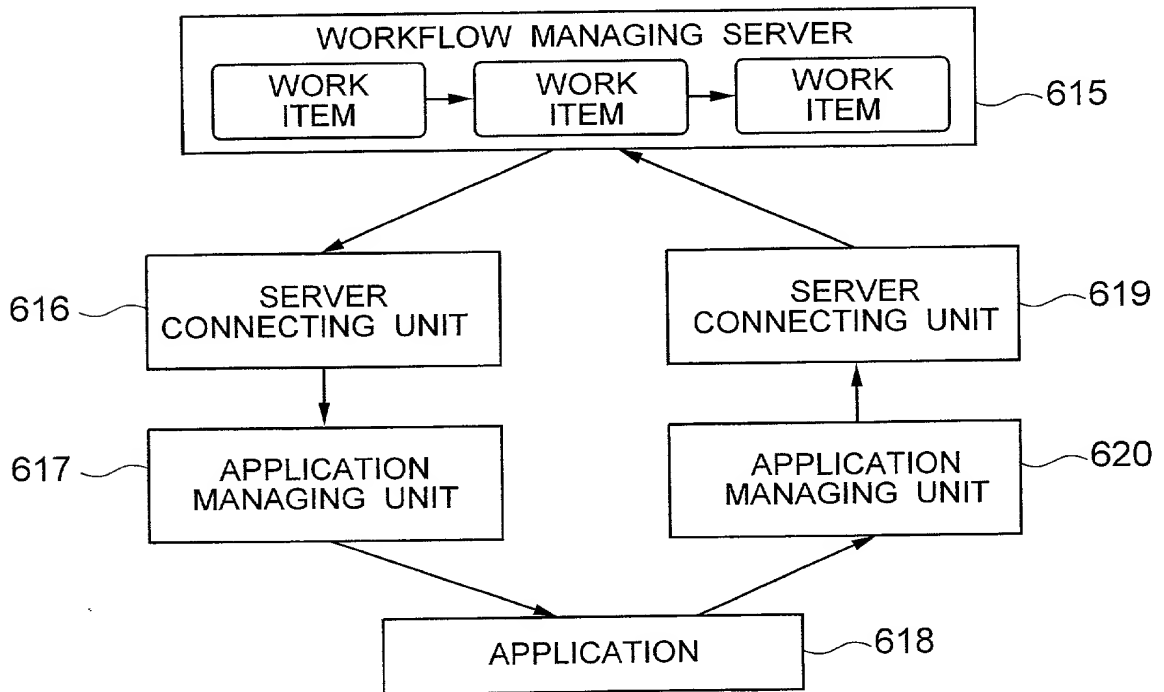 WORKFLOW MANAGING SERVER
WORK
ITEM
WORK
ITEM
WORK
ITEM
615
616
SERVER
CONNECTING UNIT
SERVER
CONNECTING UNIT
619
617
APPLICATION
MANAGING UNIT
APPLICATION
MANAGING UNIT
620
APPLICATION
618